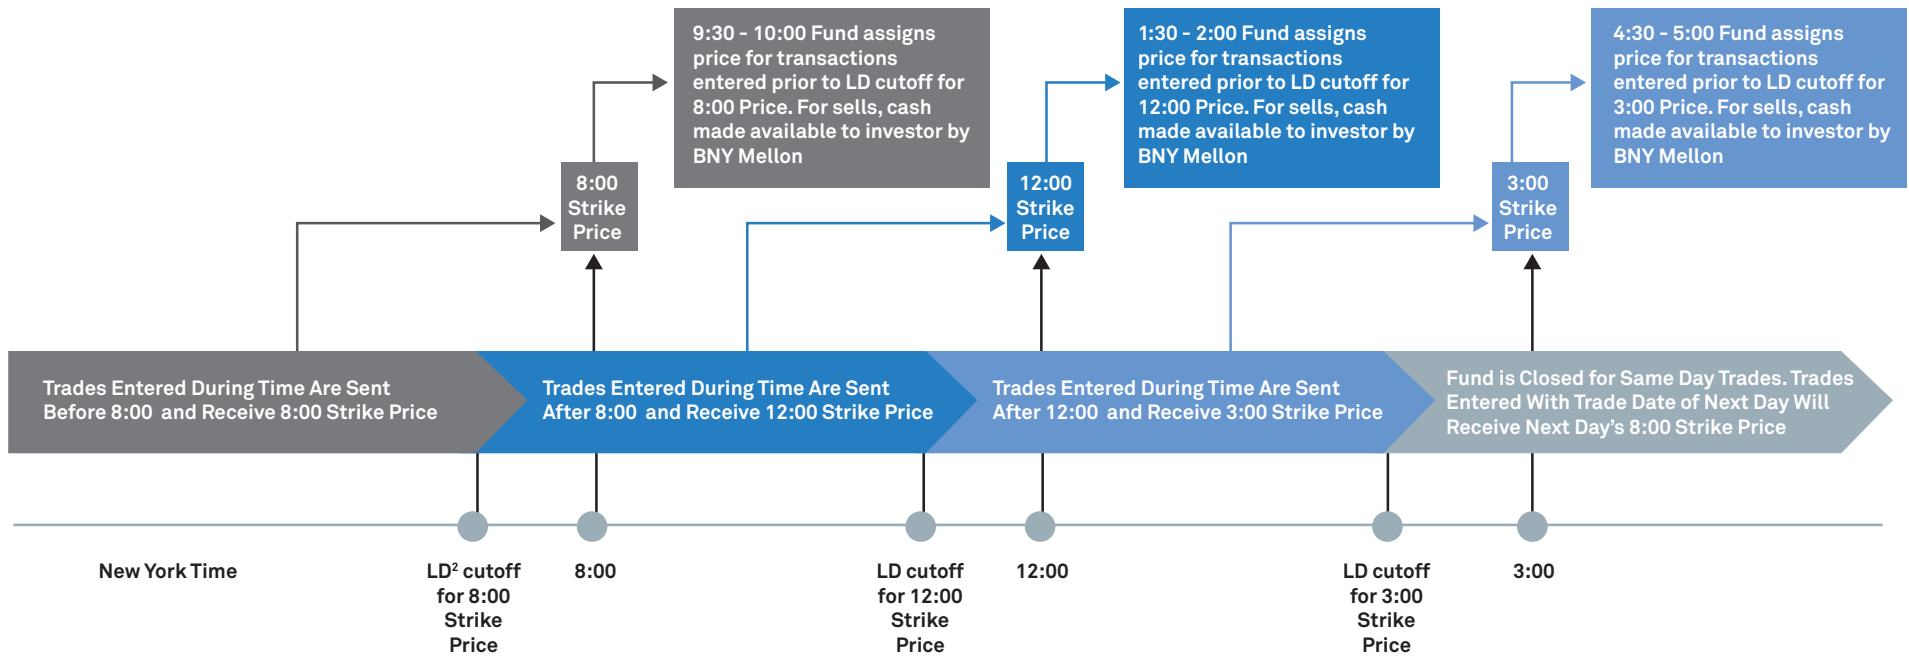 9:30 - 10:00 Fund assigns
price for transactions
entered prior to LD cutoff for
8:00 Price. For sells, cash
made available to investor by
BNY Mellon
1:30 - 2:00 Fund assigns
price for transactions
entered prior to LD cutoff for
12:00 Price. For sells, cash
made available to investor by
BNY Mellon
4:30 - 5:00 Fund assigns
price for transactions
entered prior to LD cutoff for
3:00 Price. For sells, cash
made available to investor by
BNY Mellon
8:00
Strike
Price
12:00
Strike
Price
3:00
Strike
Price
Trades Entered During Time Are Sent
Before 8:00 and Receive 8:00 Strike Price
Trades Entered During Time Are Sent
After 8:00 and Receive 12:00 Strike Price
Trades Entered During Time Are Sent
After 12:00 and Receive 3:00 Strike Price
Fund is Closed for Same Day Trades. Trades
Entered With Trade Date of Next Day Will
Receive Next Day's 8:00 Strike Price
New York Time
LD² cutoff
for 8:00
Strike
Price
8:00
LD cutoff
for 12:00
Strike
Price
12:00
LD cutoff
for 3:00
Strike
Price
3:00